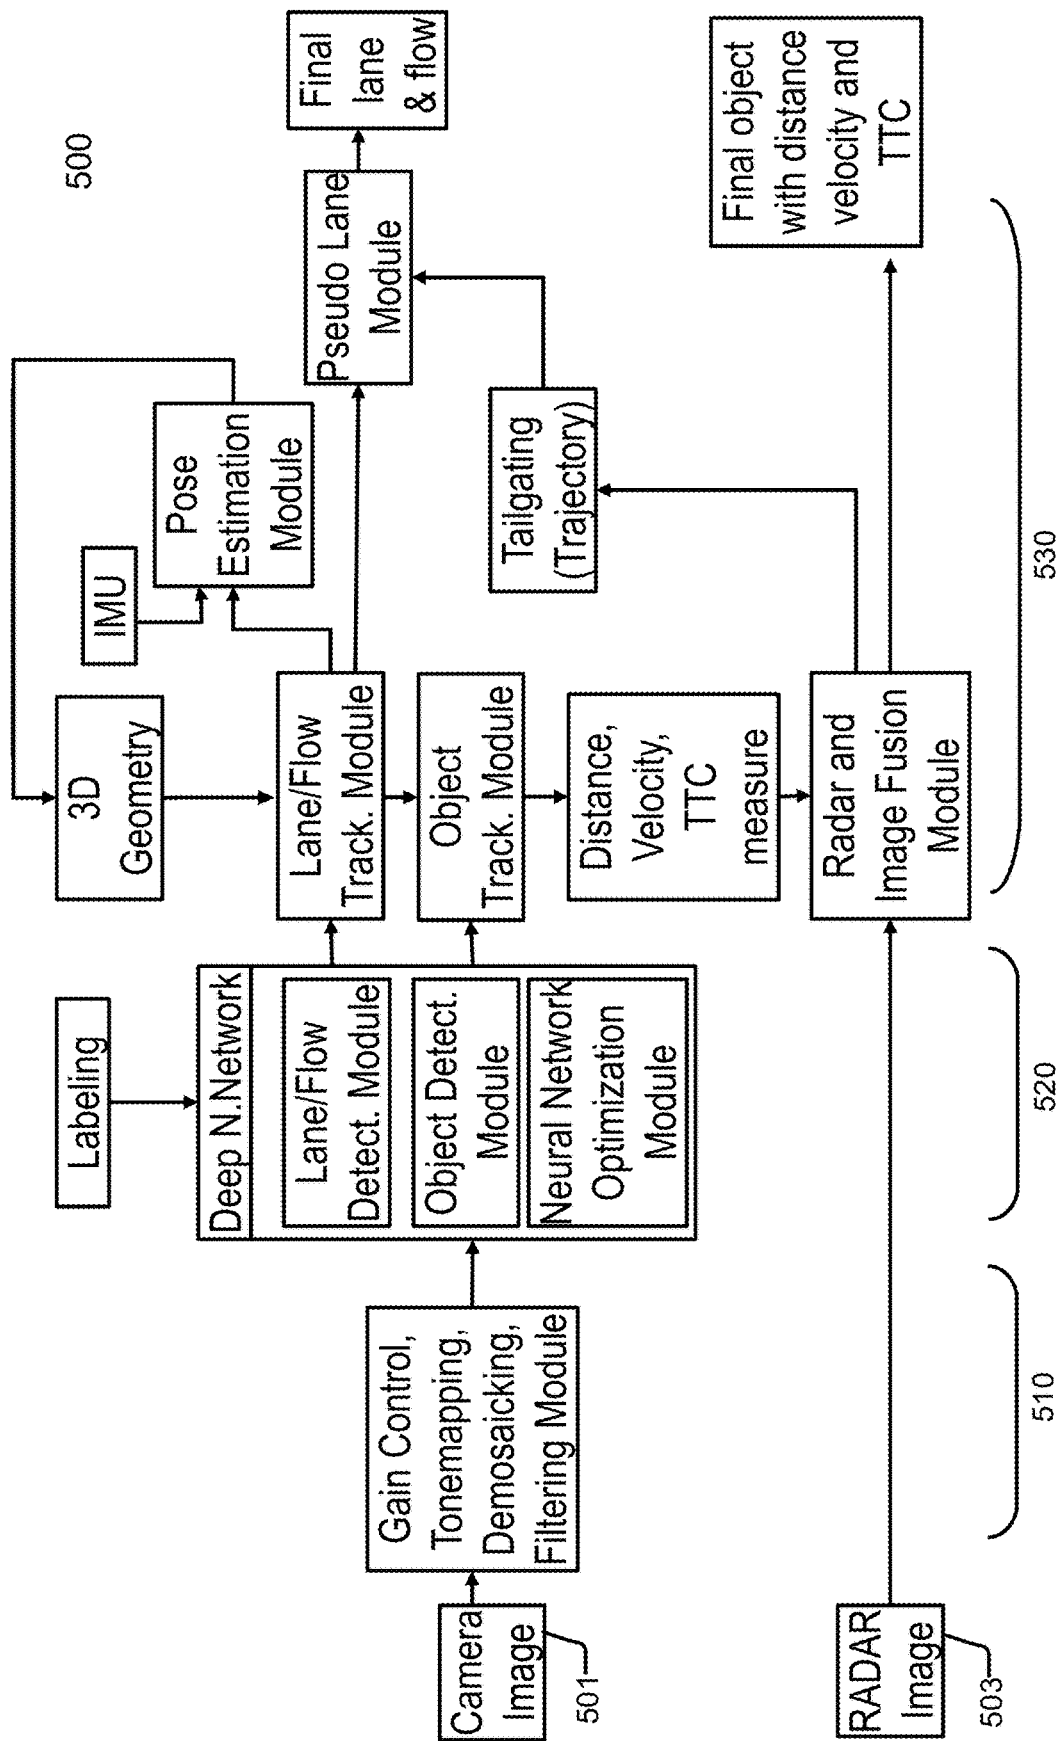 500
Camera
Image
501
RADAR
Image
503
Gain Control,
Tonemapping,
Demosaicking,
Filtering Module
510
Labeling
Deep N.Network
Lane/Flow
Detect. Module
Object Detect.
Module
Neural Network
Optimization
Module
520
3D
Geometry
IMU
Pose
Estimation
Module
Lane/Flow
Track. Module
Object
Track. Module
Distance,
Velocity,
TTC
measure
Radar and
Image Fusion
Module
Tailgating
(Trajectory)
Pseudo Lane
Module
530
Final
lane
& flow
Final object
with distance
velocity and
TTC